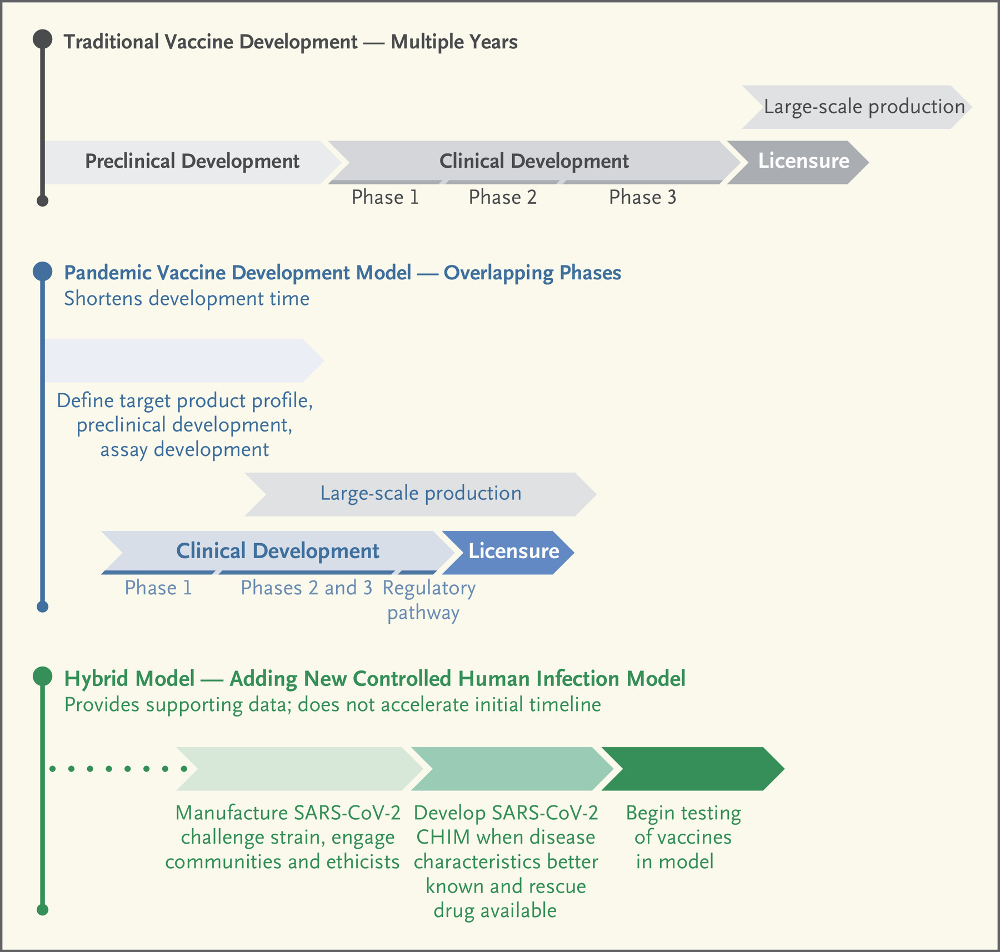 Traditional Vaccine Development — Multiple Years
Large-scale production
Preclinical Development
Clinical Development
Licensure
Phase 1
Phase 2
Phase 3
Pandemic Vaccine Development Model — Overlapping Phases
Shortens development time
Define target product profile,
preclinical development,
assay development
Large-scale production
Clinical Development
Licensure
Phase 1
Phases 2 and 3
Regulatory
pathway
Hybrid Model — Adding New Controlled Human Infection Model
Provides supporting data; does not accelerate initial timeline
Manufacture SARS-CoV-2
challenge strain, engage
communities and ethicists
Develop SARS-CoV-2
CHIM when disease
characteristics better
known and rescue
drug available
Begin testing
of vaccines
in model